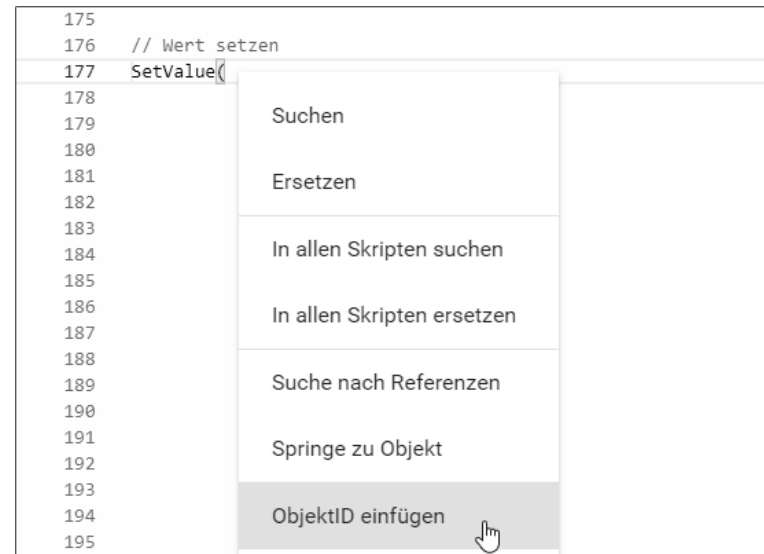 175
176 // Wert setzen
177 SetValue(
178
179
180
181
182
183
184
185
186
187
188
189
190
191
192
193
194
195
Suchen
Ersetzen
In allen Skripten suchen
In allen Skripten ersetzen
Suche nach Referenzen
Springe zu Objekt
ObjektID einfügen